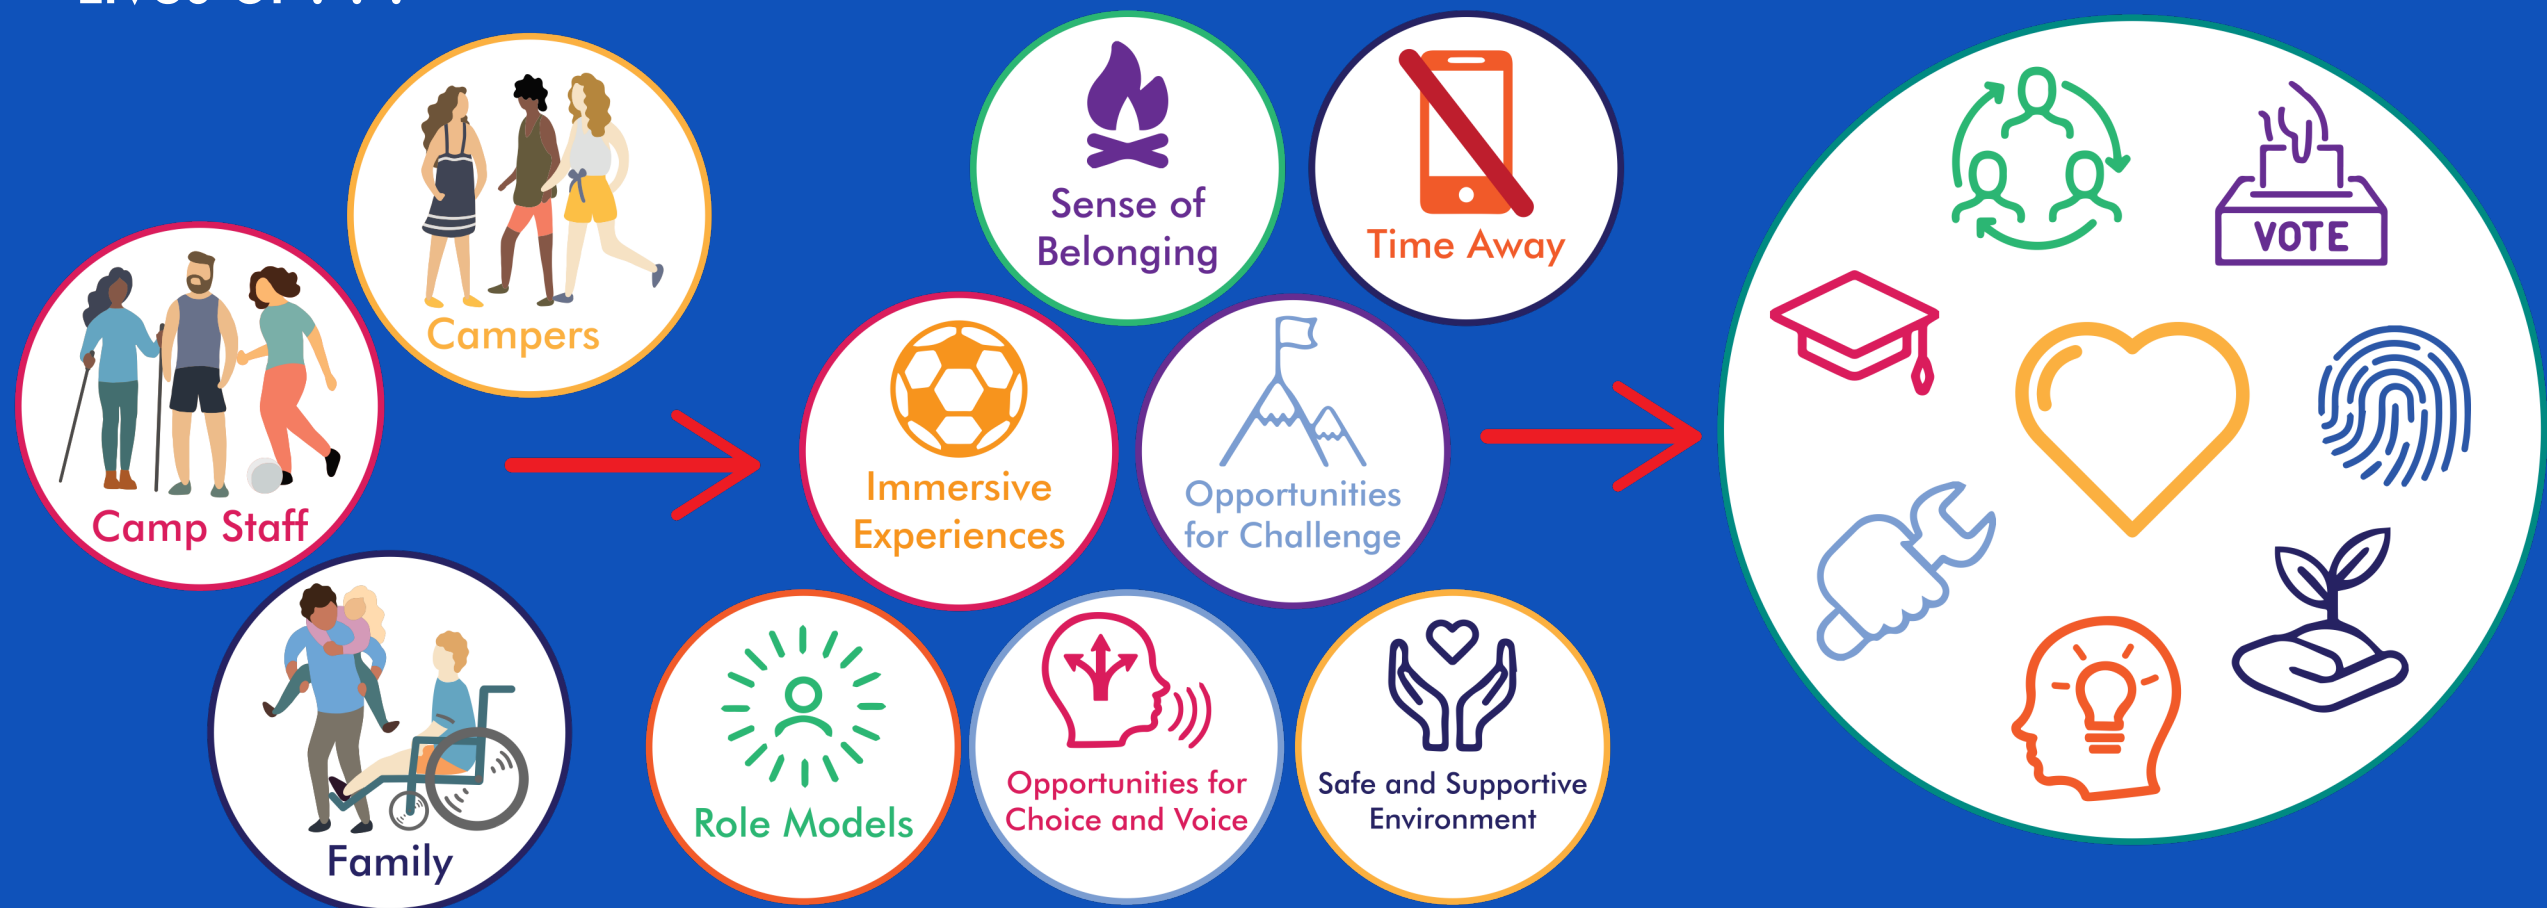 Campers
Camp Staff
Family
Sense of
Belonging
Time Away
Immersive
Experiences
Opportunities
for Challenge
Role Models
Opportunities for
Choice and Voice
Safe and Supportive
Environment
VOTE